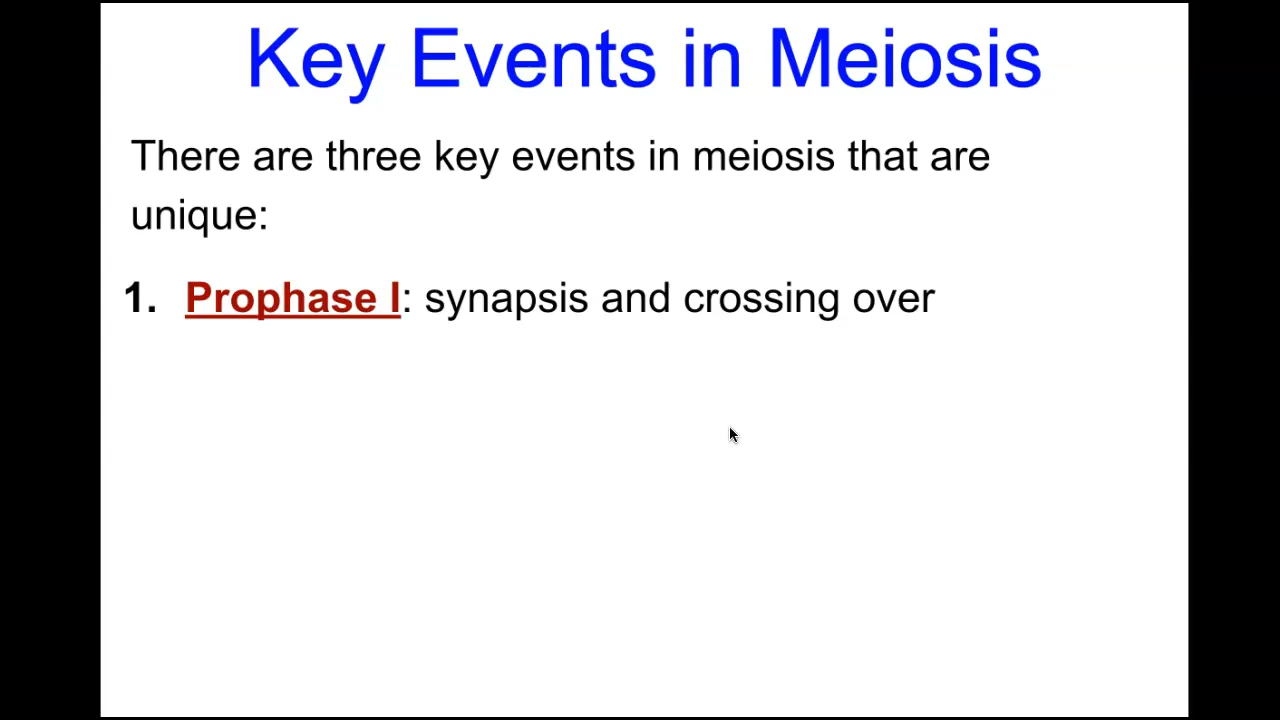 Key Events in Meiosis
There are three key events in meiosis that are
unique:
1. Prophase I: synapsis and crossing over